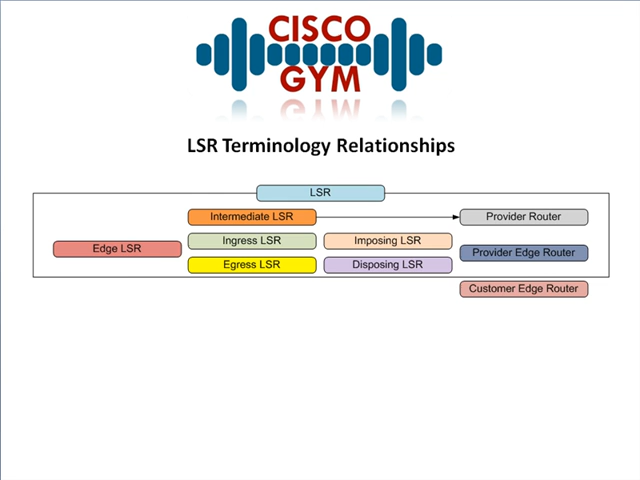 CISCO
GYM
LSR Terminology Relationships
LSR
Intermediate LSR
Provider Router
Ingress LSR
Imposing LSR
Edge LSR
Provider Edge Router
Egress LSR
Disposing LSR
Customer Edge Router